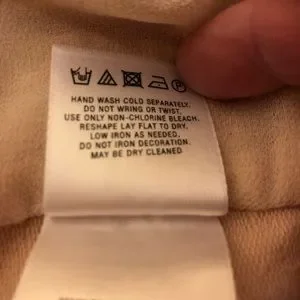 HAND WASH COLD SEPARATELY.
DO NOT WRING OR TWIST.
USE ONLY NON-CHLORINE BLEACH.
RESHAPE LAY FLAT TO DRY.
LOW IRON AS NEEDED,
DO NOT IRON DECORATION.
MAY BE DRY CLEANED